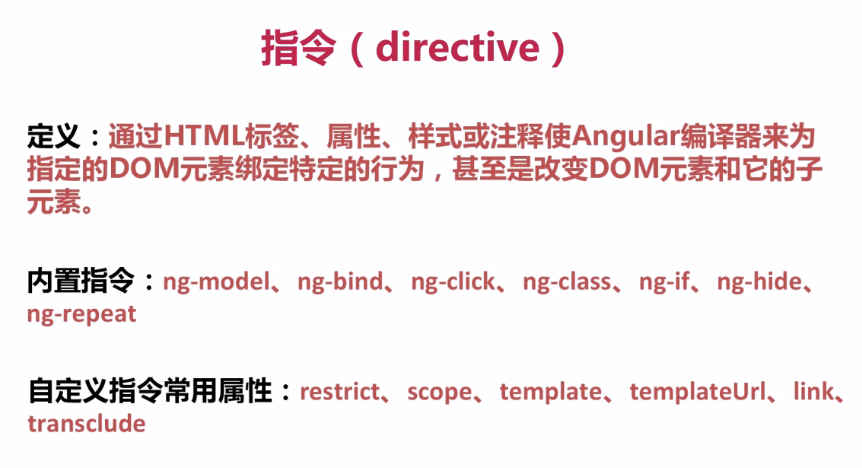 指令（directive）
定义：通过HTML标签、属性、样式或注释使Angular编译器来为
指定的DOM元素绑定特定的行为，甚至是改变DOM元素和它的子
元素。
内置指令：ng-model、ng-bind、ng-click、ng-class、ng-if、ng-hide、
ng-repeat
自定义指令常用属性：restrict、scope、template、templateUrl、link、
transclude